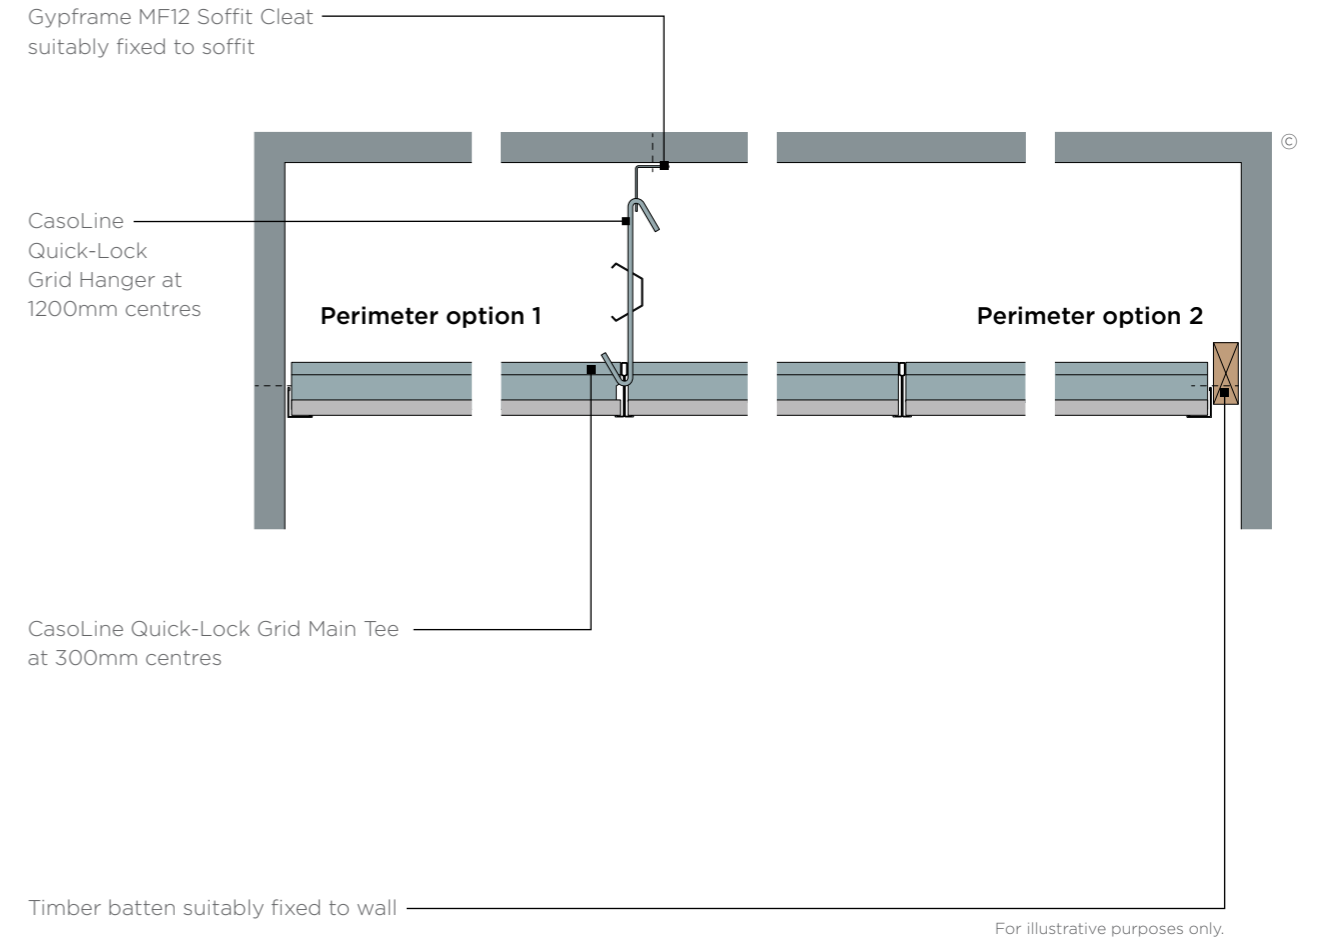 Gypframe MF12 Soffit Cleat
suitably fixed to soffit
©
CasoLine
Quick-Lock
Grid Hanger at
1200mm centres
Perimeter option 1
Perimeter option 2
CasoLine Quick-Lock Grid Main Tee
at 300mm centres
Timber batten suitably fixed to wall
For illustrative purposes only.